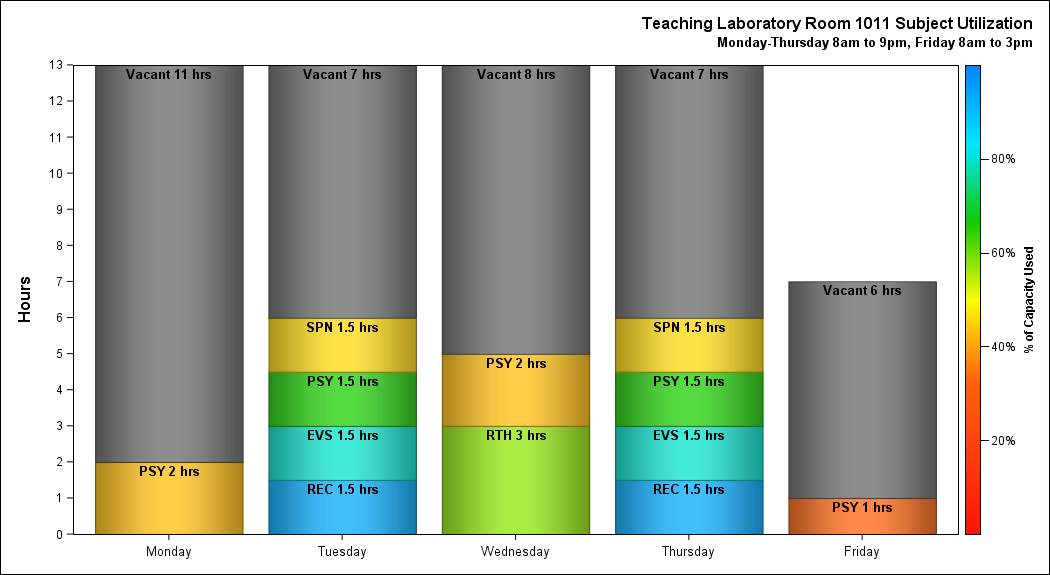 Teaching Laboratory Room 1011 Subject Utilization
Monday-Thursday 8am to 9pm, Friday 8am to 3pm
Hours
13
12
11
10
9
8
7
6
5
4
3
2
1
0
Vacant 11 hrs
PSY 2 hrs
Vacant 7 hrs
SPN 1.5 hrs
PSY 1.5 hrs
EVS 1.5 hrs
REC 1.5 hrs
Vacant 8 hrs
PSY 2 hrs
RTH 3 hrs
Vacant 7 hrs
SPN 1.5 hrs
PSY 1.5 hrs
EVS 1.5 hrs
REC 1.5 hrs
Vacant 6 hrs
PSY 1 hrs
Monday
Tuesday
Wednesday
Thursday
Friday
80%
60%
40%
20%
% of Capacity Used